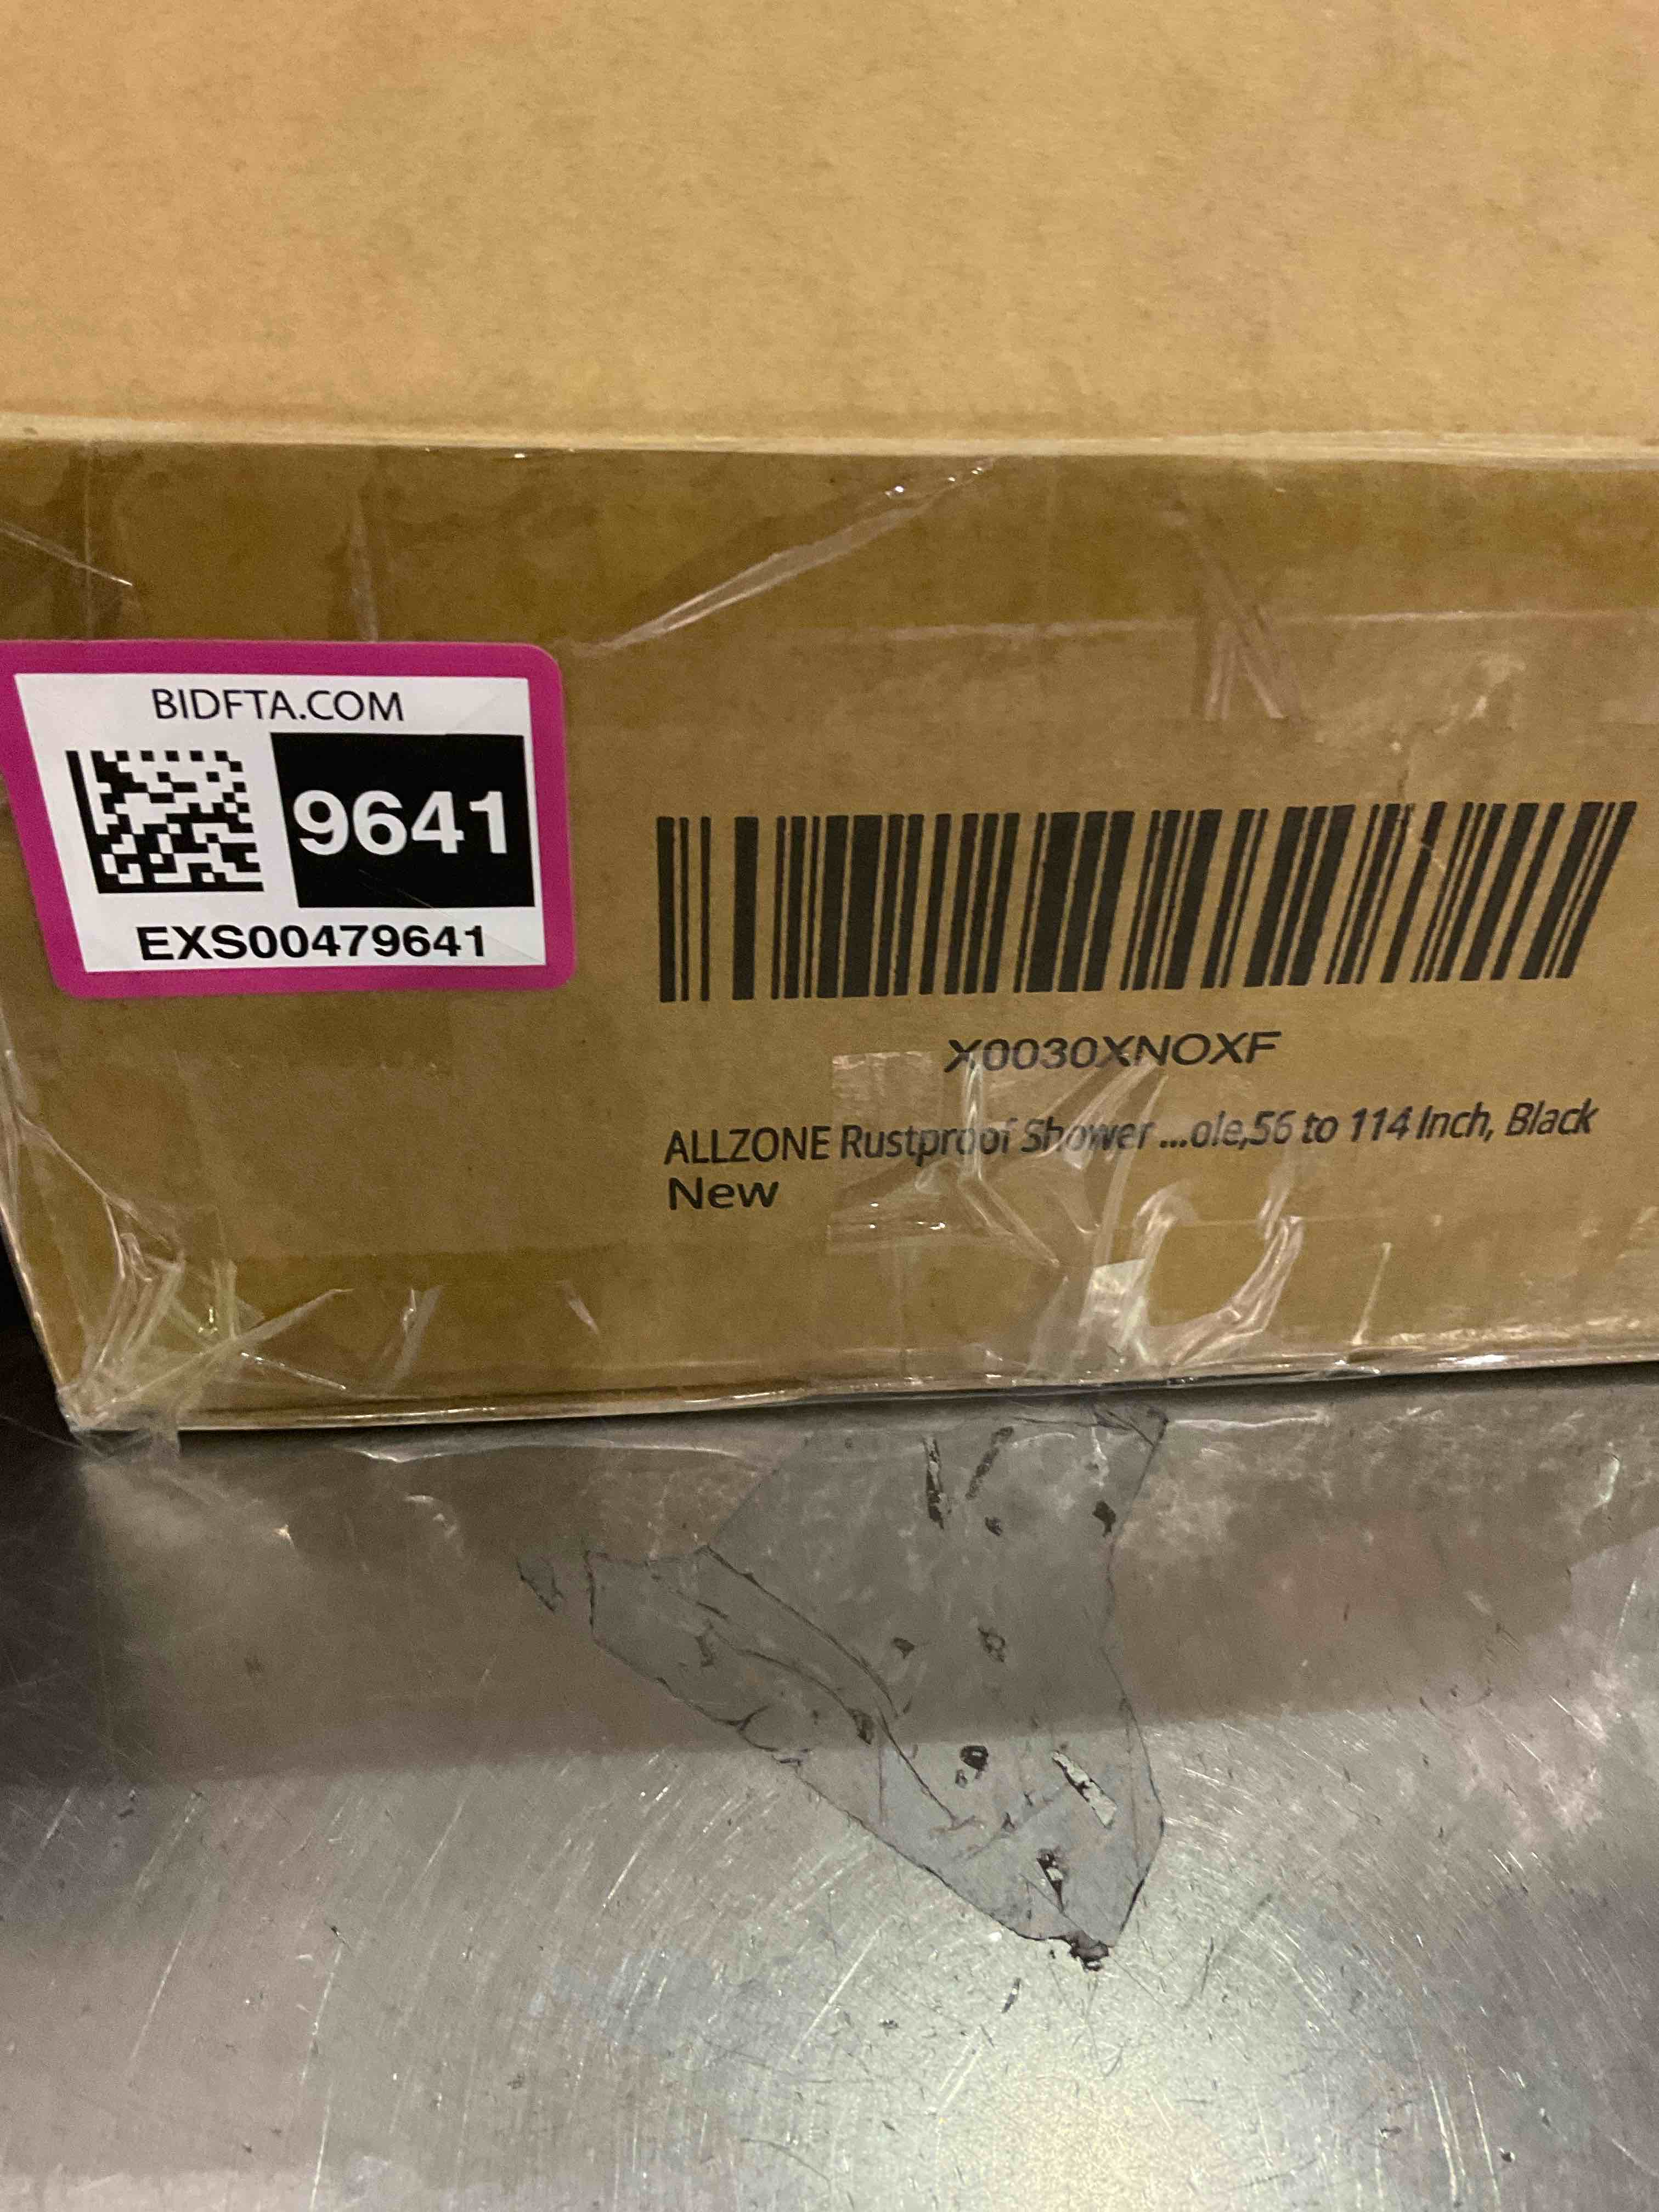 BIDFTA.COM
9641
EXS00479641
X0030XNOXF
ALLZONE Rustproof Shower ...ole,56 to 114 Inch, Black
New